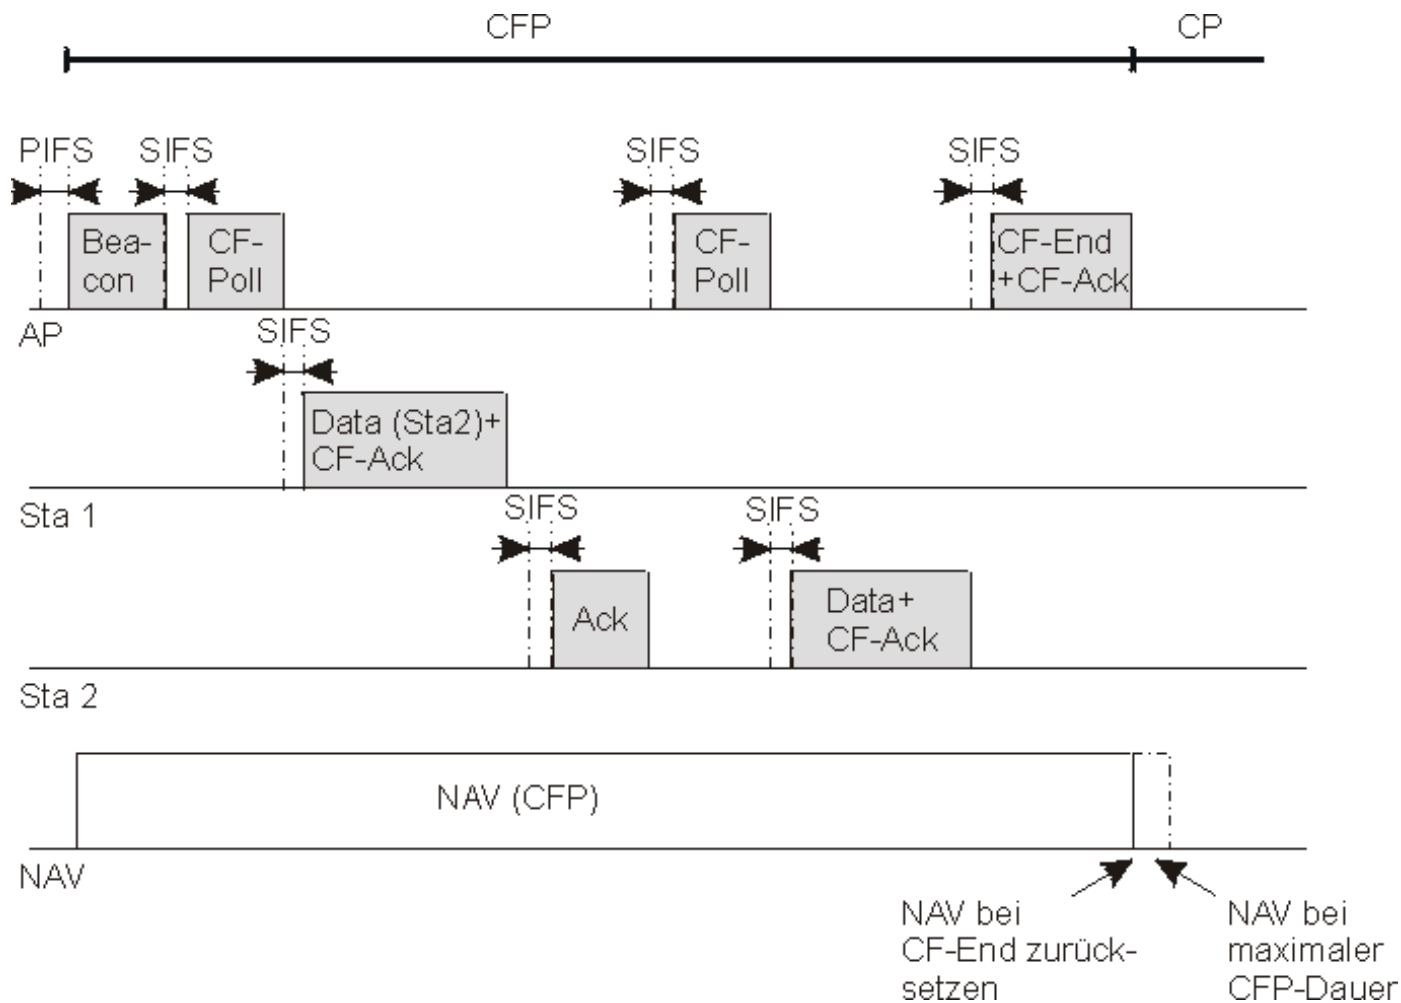 CFP CP
PIFS SIFS SIFS SIFS
Bea-
con
CF-
Poll
CF-
Poll
CF-End
+CF-Ack
AP
SIFS
Data (Sta2)+
CF-Ack
Sta 1
SIFS SIFS
Ack
Data+
CF-Ack
Sta 2
NAV (CFP)
NAV
NAV bei
CF-End zurück-
setzen
NAV bei
maximaler
CFP-Dauer